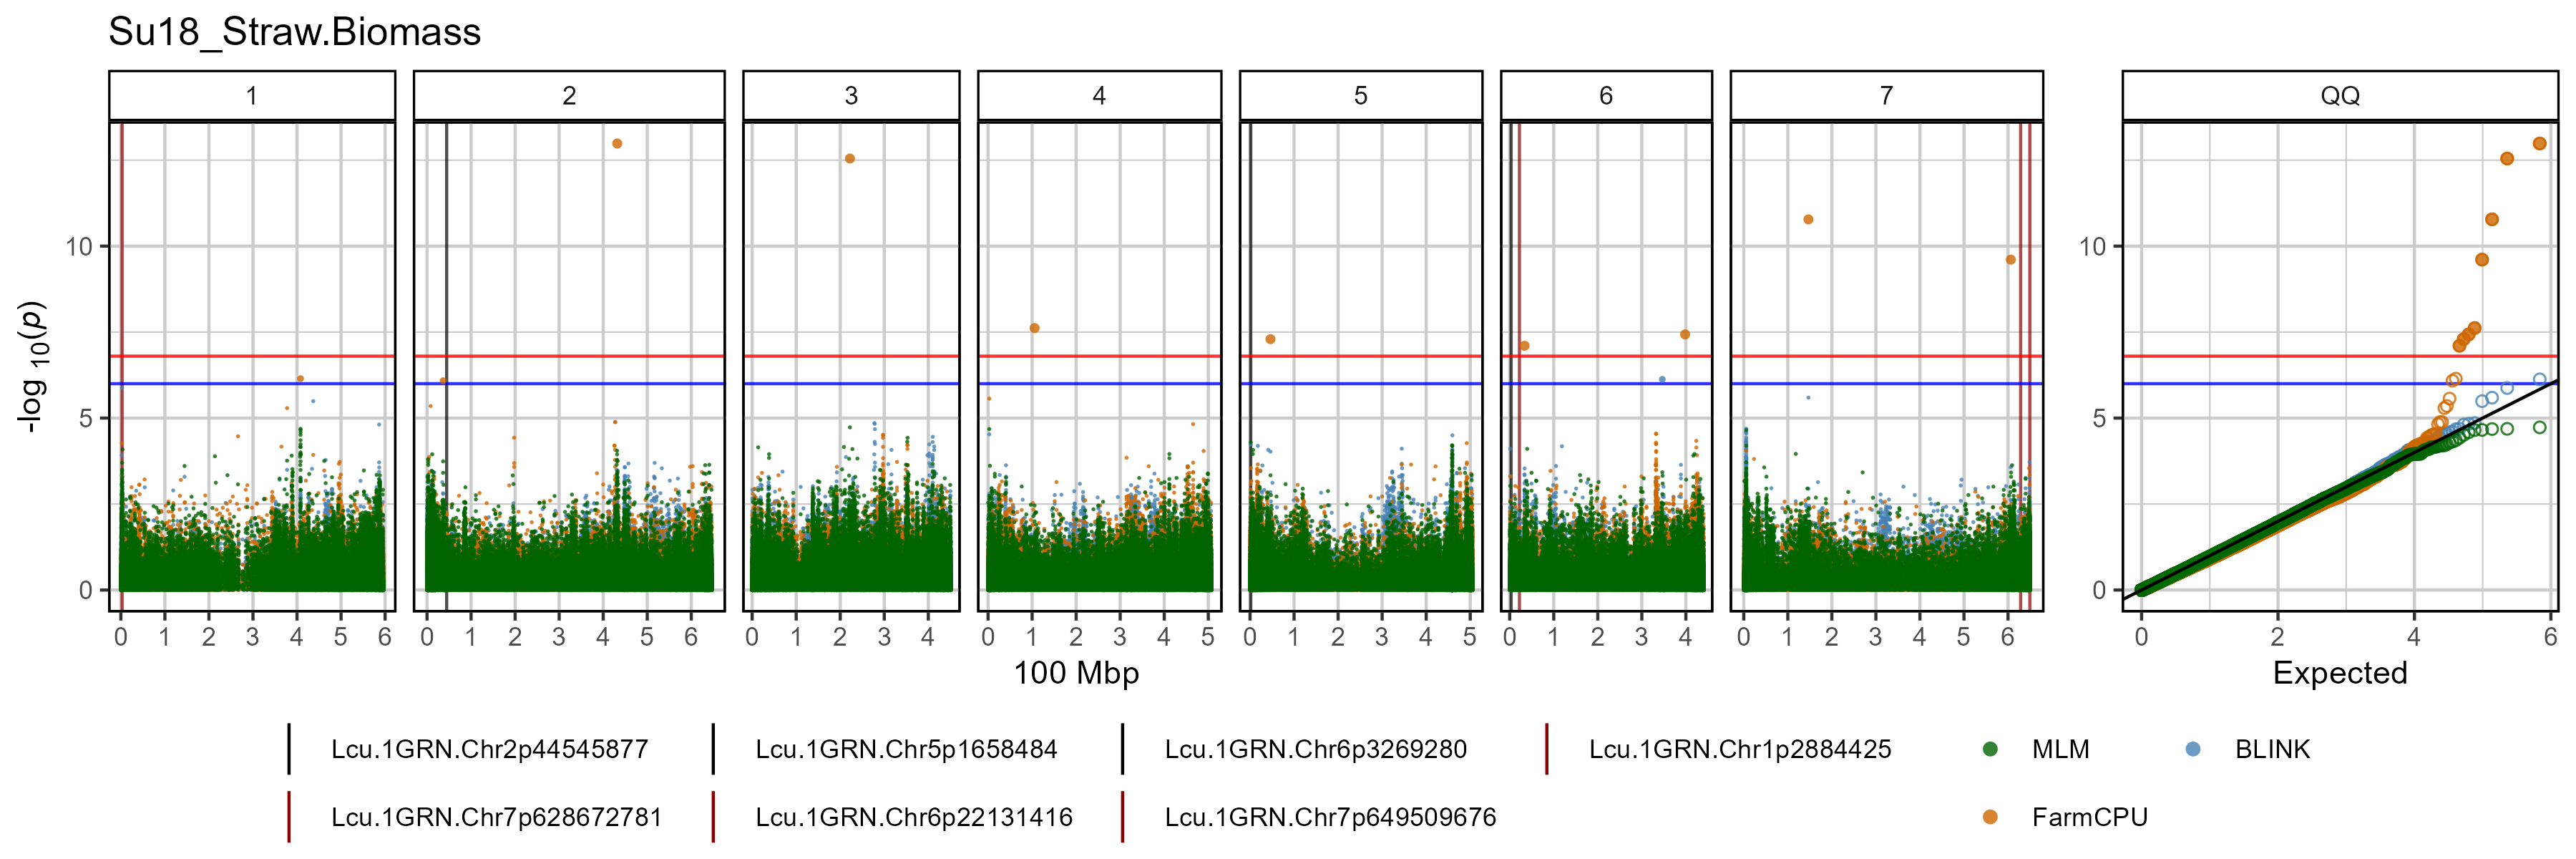 Su18_Straw.Biomass
1 2 3 4 5 6 7 QQ
-log 10(p)
10 10
5 5
0 0
0 1 2 3 4 5 6 0 1 2 3 4 5 6 0 1 2 3 4 0 1 2 3 4 5 0 1 2 3 4 5 0 1 2 3 4 0 1 2 3 4 5 6 0 2 4 6
100 Mbp Expected
Lcu.1GRN.Chr2p44545877 Lcu.1GRN.Chr5p1658484 Lcu.1GRN.Chr6p3269280 Lcu.1GRN.Chr1p2884425 MLM BLINK
Lcu.1GRN.Chr7p628672781 Lcu.1GRN.Chr6p22131416 Lcu.1GRN.Chr7p649509676 FarmCPU